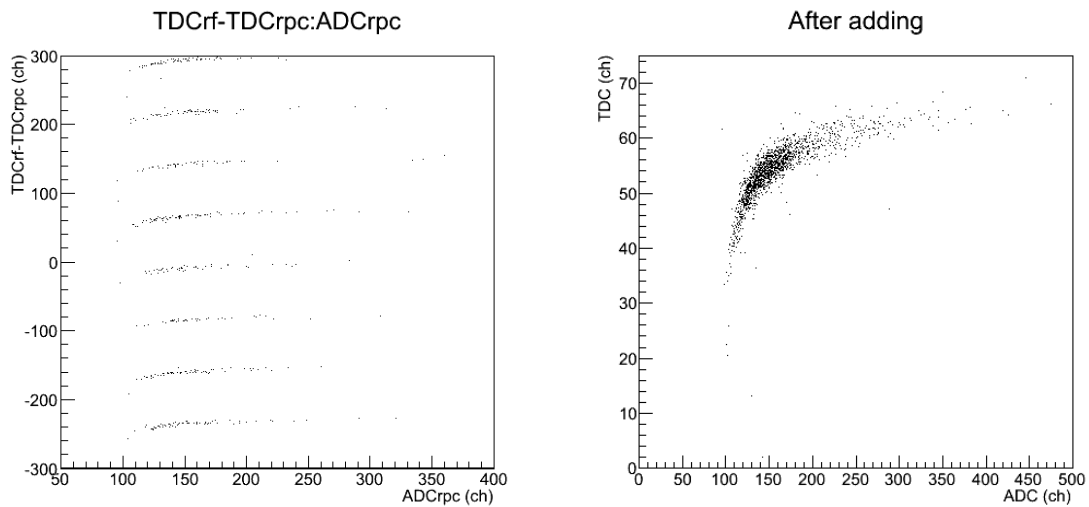 TDCrf-TDCrpc:ADCrpc
TDCrf-TDCrpc (ch)
300
200
100
0
-100
-200
-300
50 100 150 200 250 300 350 400
ADCrpc (ch)
After adding
TDC (ch)
70
60
50
40
30
20
10
0
0 50 100 150 200 250 300 350 400 450 500
ADC (ch)